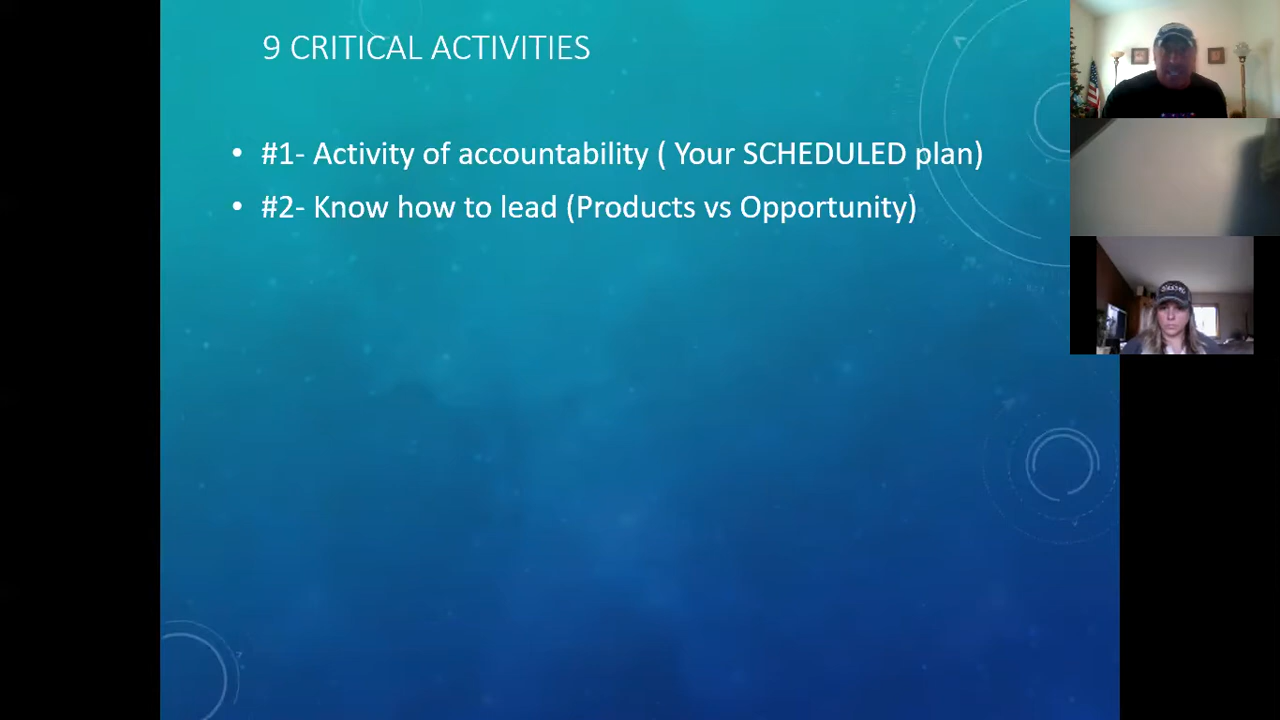 9 CRITICAL ACTIVITIES
• #1- Activity of accountability ( Your SCHEDULED plan)
• #2- Know how to lead (Products vs Opportunity)